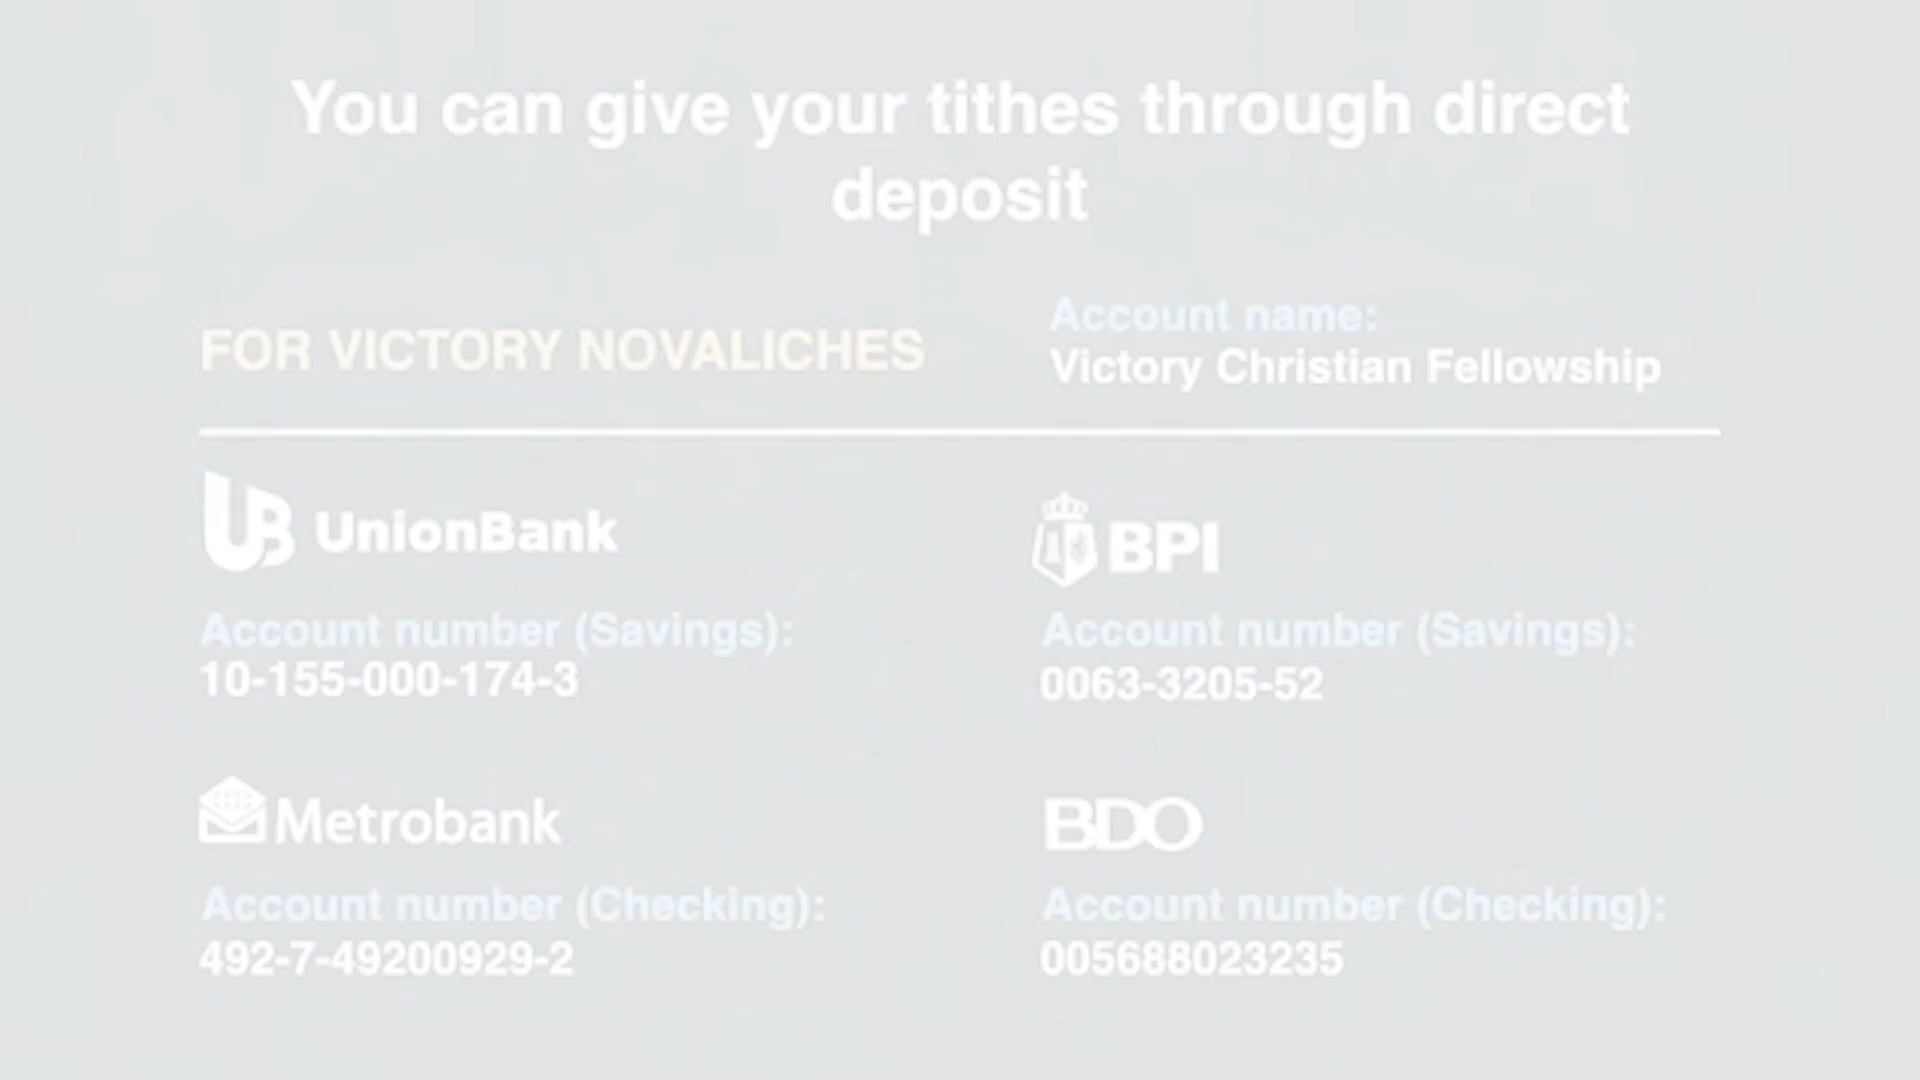 You can give your tithes through direct
deposit
FOR VICTORY NOVALICHES
Account name:
Victory Christian Fellowship
UB UnionBank
Account number (Savings):
10-155-000-174-3
BPI
Account number (Savings):
0063-3205-52
Metrobank
Account number (Checking):
492-7-49200929-2
BDO
Account number (Checking):
005688023235